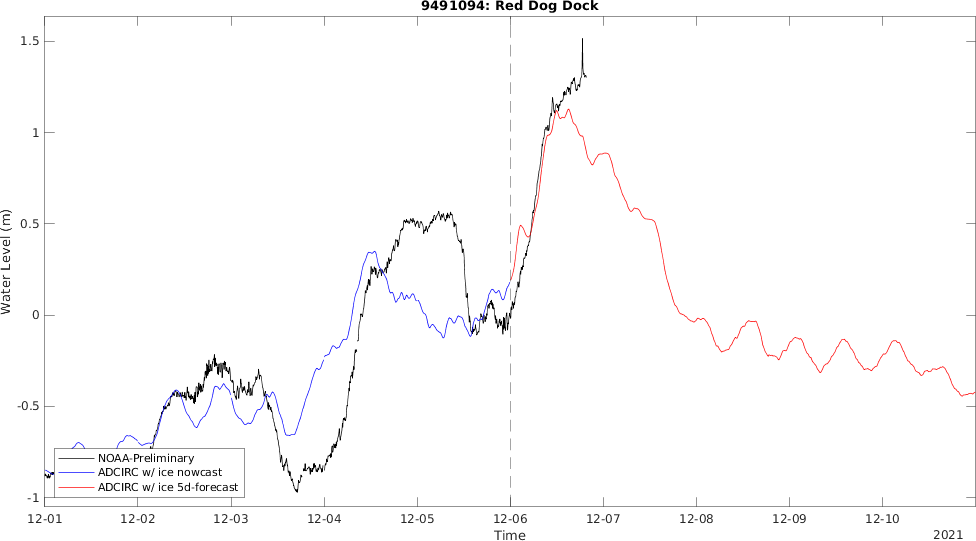 9491094: Red Dog Dock
Water Level (m)
1.5
1
0.5
0
-0.5
-1
NOAA-Preliminary
ADCIRC w/ ice nowcast
ADCIRC w/ ice 5d-forecast
12-01 12-02 12-03 12-04 12-05 12-06 12-07 12-08 12-09 12-10
Time
2021